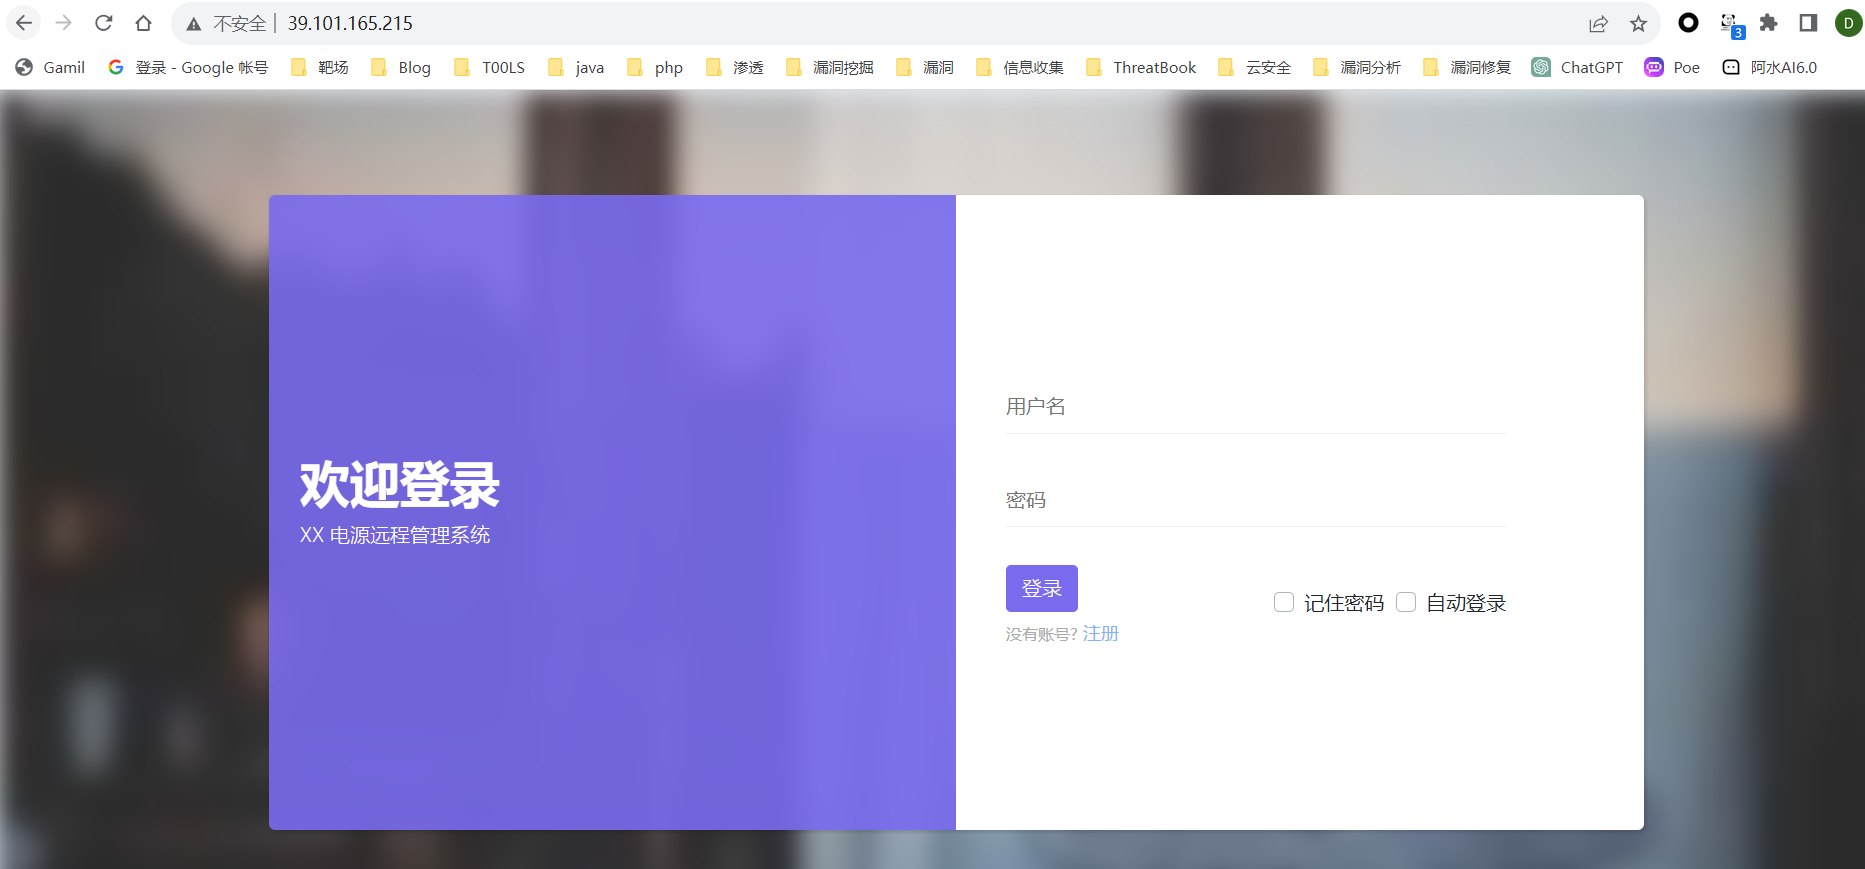 不安全 | 39.101.165.215
Gamil 登录 - Google 帐号 靶场 Blog T00LS java php 渗透 漏洞挖掘 漏洞 信息收集 ThreatBook 云安全 漏洞分析 漏洞修复 ChatGPT Poe 阿水AI6.0
3
D
欢迎登录
XX 电源远程管理系统
用户名
密码
登录
记住密码 自动登录
没有账号? 注册